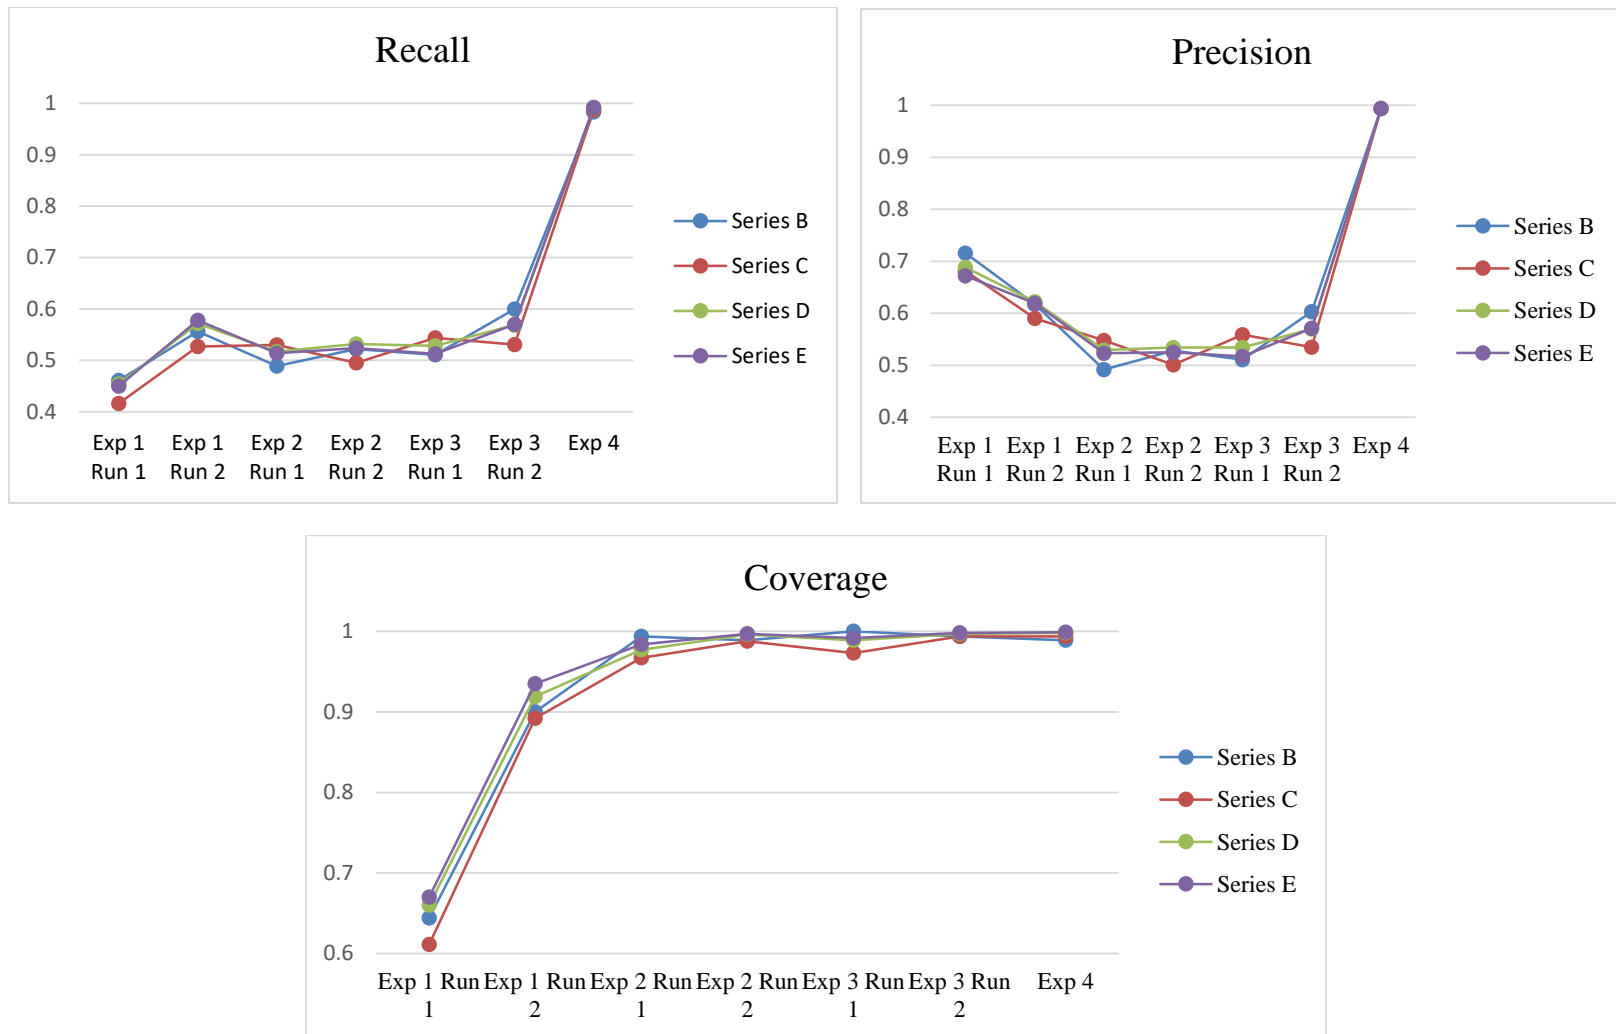 Recall
1
0.9
0.8
0.7
0.6
0.5
0.4
Exp 1 Exp 1 Exp 2 Exp 2 Exp 3 Exp 3 Exp 4
Run 1 Run 2 Run 1 Run 2 Run 1 Run 2
Series B
Series C
Series D
Series E
Precision
1
0.9
0.8
0.7
0.6
0.5
0.4
Exp 1 Exp 1 Exp 2 Exp 2 Exp 3 Exp 3 Exp 4
Run 1 Run 2 Run 1 Run 2 Run 1 Run 2
Series B
Series C
Series D
Series E
Coverage
1
0.9
0.8
0.7
0.6
Exp 1 Run Exp 1 Run Exp 2 Run Exp 2 Run Exp 3 Run Exp 3 Run Exp 4
1 2 1 2 1 2
Series B
Series C
Series D
Series E